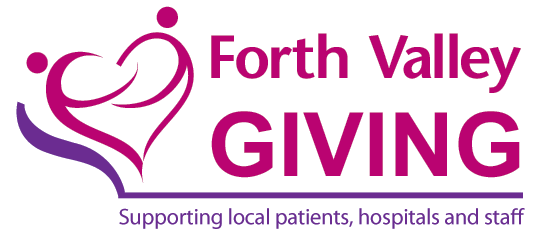 Forth Valley
GIVING
Supporting local patients, hospitals and staff